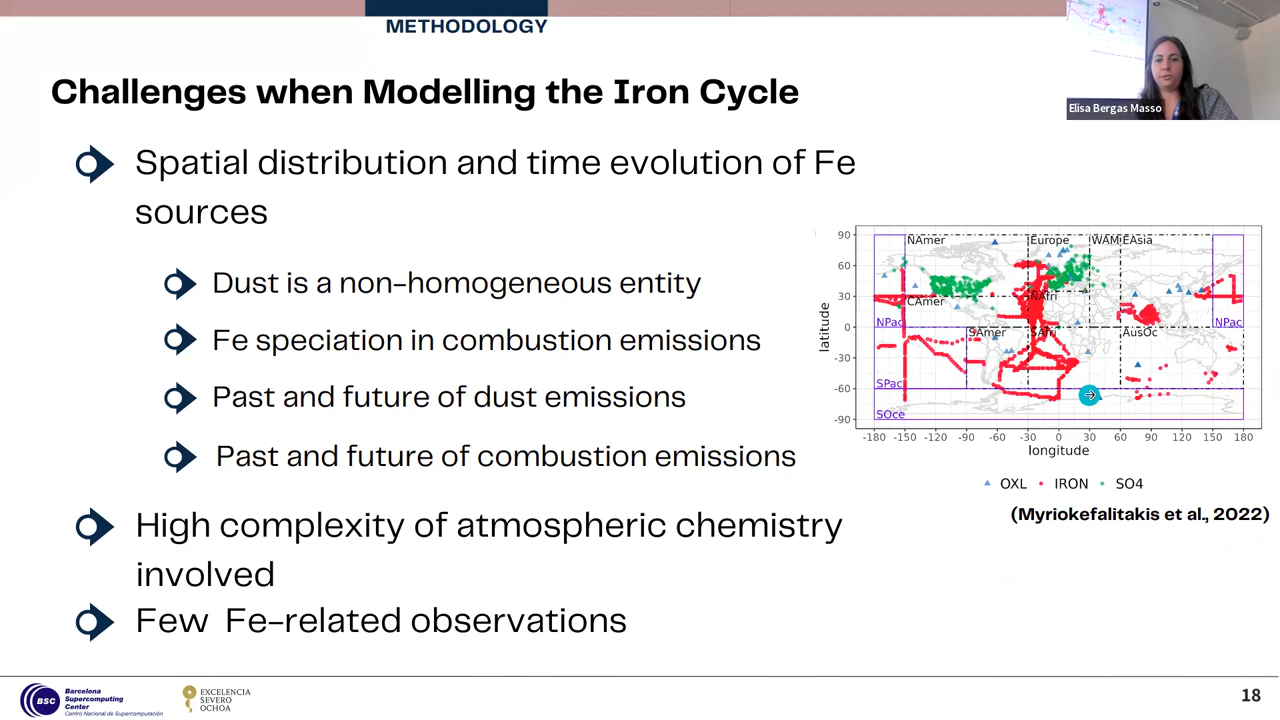 METHODOLOGY
Elisa Bergas Masso
Challenges when Modelling the Iron Cycle
Spatial distribution and time evolution of Fe
sources
Dust is a non-homogeneous entity
Fe speciation in combustion emissions
Past and future of dust emissions
Past and future of combustion emissions
High complexity of atmospheric chemistry
involved
Few Fe-related observations
latitude
90
60
30
0
-30
-60
-90
NAmer
Europe
WAM
EAsia
CAmer
NAfri
NPac
NPac
SAmer
SAfri
AusOc
SPac
SOce
-180 -150 -120 -90 -60 -30 0 30 60 90 120 150 180
longitude
OXL IRON SO4
(Myriokefalitakis et al., 2022)
BSC
Barcelona
Supercomputing
Center
Centro Nacional de Supercomputación
EXCELENCIA
SEVERO
OCHOA
18